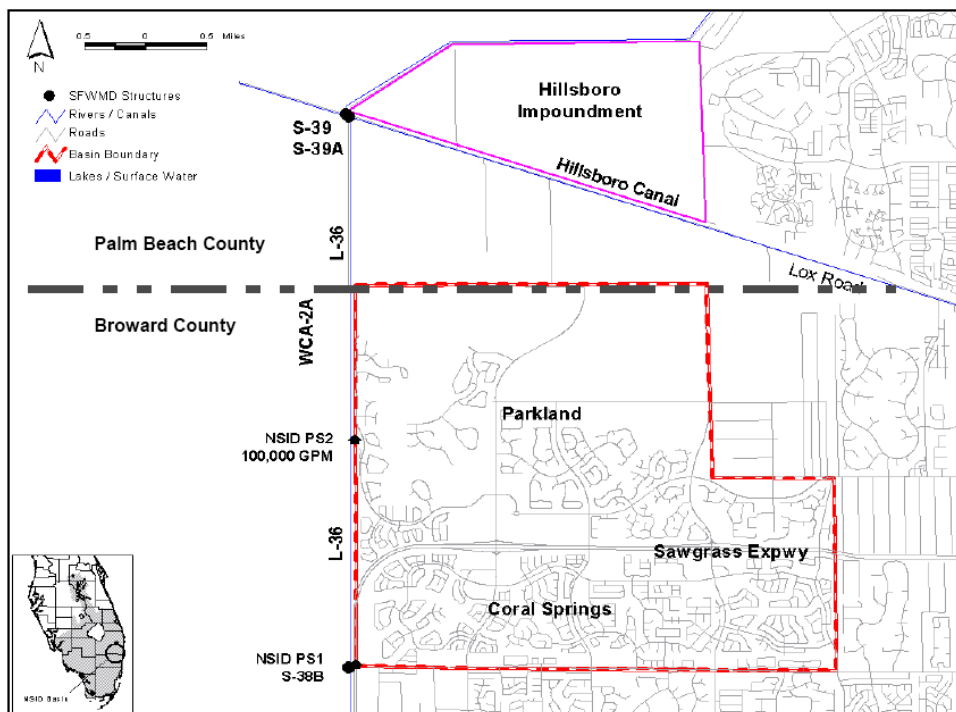 0.5 0 0.5 Miles
N
SFWMD Structures
Rivers / Canals
Roads
Basin Boundary
Lakes / Surface Water
Hillsboro
Impoundment
S-39
S-39A
Hillsboro Canal
L-36
Palm Beach County
Lox Road
Broward County
WCA-2A
Parkland
NSID PS2
100,000 GPM
L-36
Sawgrass Expwy
Coral Springs
NSID PS1
S-38B
NSID Basin